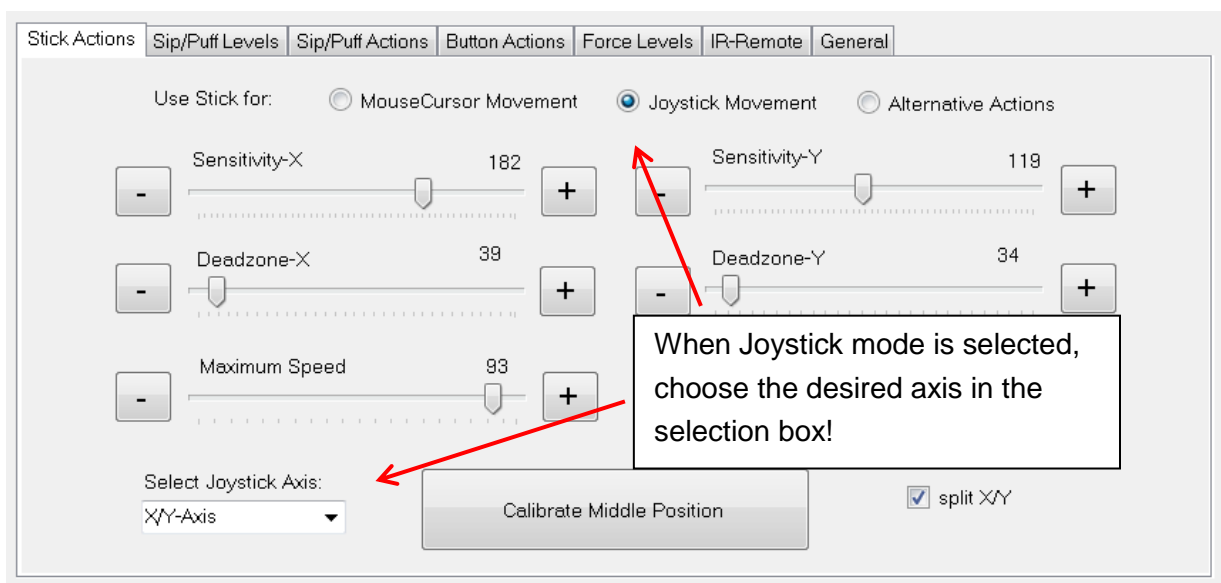 Stick Actions Sip/Puff Levels Sip/Puff Actions Button Actions Force Levels IR-Remote General
Use Stick for: MouseCursor Movement Joystick Movement Alternative Actions
Sensitivity-X 182 Sensitivity-Y 119
- + - +
Deadzone-X 39 Deadzone-Y 34
- + - +
When Joystick mode is selected,
choose the desired axis in the
selection box!
Maximum Speed 93
- +
Select Joystick Axis:
X/Y-Axis
Calibrate Middle Position
split X/Y